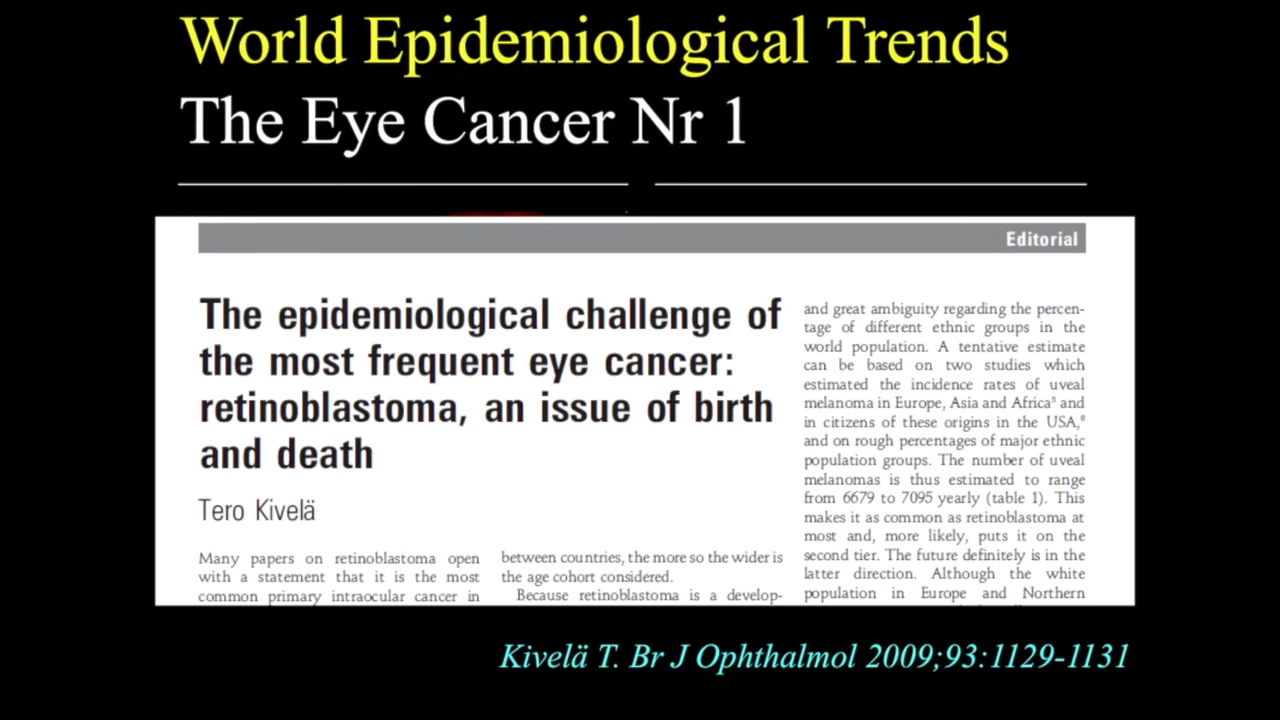 World Epidemiological Trends
The Eye Cancer Nr 1
Editorial
The epidemiological challenge of
the most frequent eye cancer:
retinoblastoma, an issue of birth
and death
Tero Kivelä
Many papers on retinoblastoma open
with a statement that it is the most
common primary intraocular cancer in
between countries, the more so the wider is
the age cohort considered.
Because retinoblastoma is a develop-
and great ambiguity regarding the percen-
tage of different ethnic groups in the
world population. A tentative estimate
can be based on two studies which
estimated the incidence rates of uveal
melanoma in Europe, Asia and Africa⁵ and
in citizens of these origins in the USA,⁸
and on rough percentages of major ethnic
population groups. The number of uveal
melanomas is thus estimated to range
from 6679 to 7095 yearly (table 1). This
makes it as common as retinoblastoma at
most and, more likely, puts it on the
second tier. The future definitely is in the
latter direction. Although the white
population in Europe and Northern
Kivelä T. Br J Ophthalmol 2009;93:1129-1131